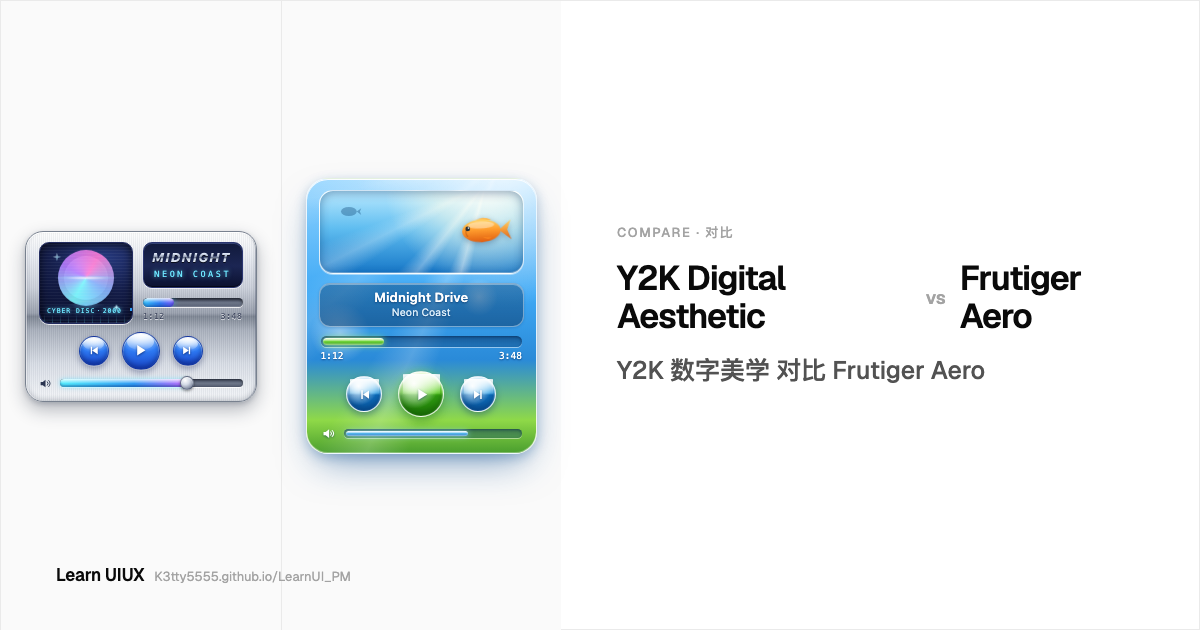 MIDNIGHT
NEON COAST
CYBER DISC · 2000
1:12 3:48
Midnight Drive
Neon Coast
1:12 3:48
COMPARE · 对比
Y2K Digital Aesthetic
vs
Frutiger Aero
Y2K 数字美学 对比 Frutiger Aero
Learn UIUX K3tty5555.github.io/LearnUI_PM